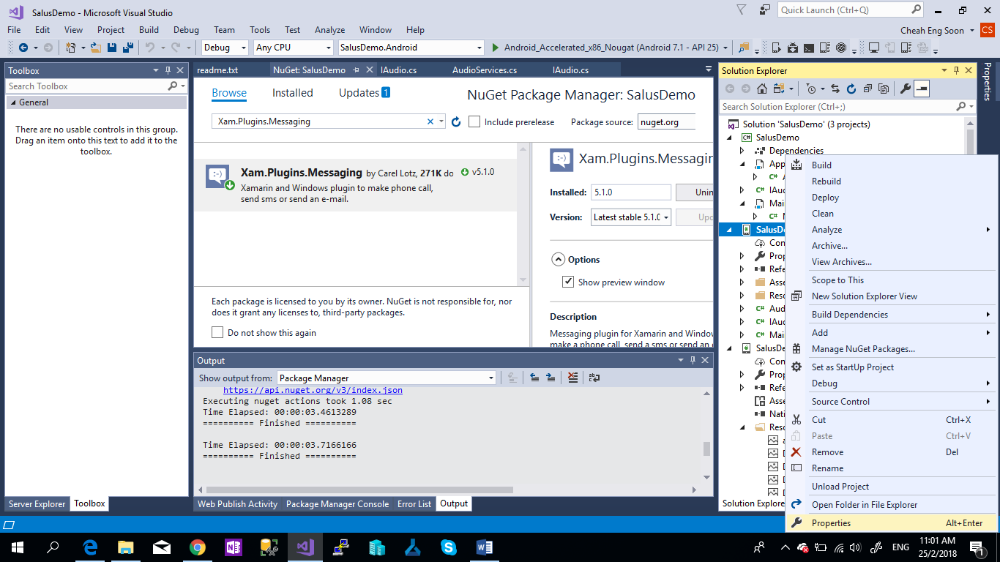 SalusDemo - Microsoft Visual Studio
Quick Launch (Ctrl+Q)
File Edit View Project Build Debug Team Tools Test Analyze Window Help
Cheah Eng Soon CS
Debug Any CPU SalusDemo.Android Android_Accelerated_x86_Nougat (Android 7.1 - API 25)
Toolbox
Search Toolbox
General
There are no usable controls in this group.
Drag an item onto this text to add it to the
toolbox.
Server Explorer Toolbox
readme.txt NuGet: SalusDemo IAudio.cs AudioServices.cs IAudio.cs
Browse Installed Updates 1
NuGet Package Manager: SalusDemo
Xam.Plugins.Messaging
Include prerelease Package source: nuget.org
Xam.Plugins.Messaging by Carel Lotz, 271K do v5.1.0
Xamarin and Windows plugin to make phone call,
send sms or send an e-mail.
Each package is licensed to you by its owner. NuGet is not responsible for, nor
does it grant any licenses to, third-party packages.
Do not show this again
Xam.Plugins.Messagin
Installed: 5.1.0 Unin
Version: Latest stable 5.1.0 Upd
Options
Show preview window
Description
Messaging plugin for Xamarin and Windo
make a phone call, send a sms or send an e
Output
Show output from: Package Manager
https://api.nuget.org/v3/index.json
Executing nuget actions took 1.08 sec
Time Elapsed: 00:00:03.4613289
========== Finished ==========
Time Elapsed: 00:00:03.7166166
========== Finished ==========
Web Publish Activity Package Manager Console Error List Output
Solution Explorer
Search Solution Explorer (Ctrl+;)
Solution 'SalusDemo' (3 projects)
C# SalusDemo
Dependencies
App
C#
C# IAu
Mai
C#
SalusDe
Con
Prop
Refe
Asse
Reso
C# Aud
C# IAud
C# Mai
SalusDe
Con
Prop
Refe
Asse
Nati
Reso
Solution Explorer
Properties
Build
Rebuild
Deploy
Clean
Analyze
Archive...
View Archives...
Scope to This
New Solution Explorer View
Build Dependencies
Add
Manage NuGet Packages...
Set as StartUp Project
Debug
Source Control
Cut Ctrl+X
Paste Ctrl+V
Remove Del
Rename
Unload Project
Open Folder in File Explorer
Properties Alt+Enter
ENG
11:01 AM
25/2/2018
1